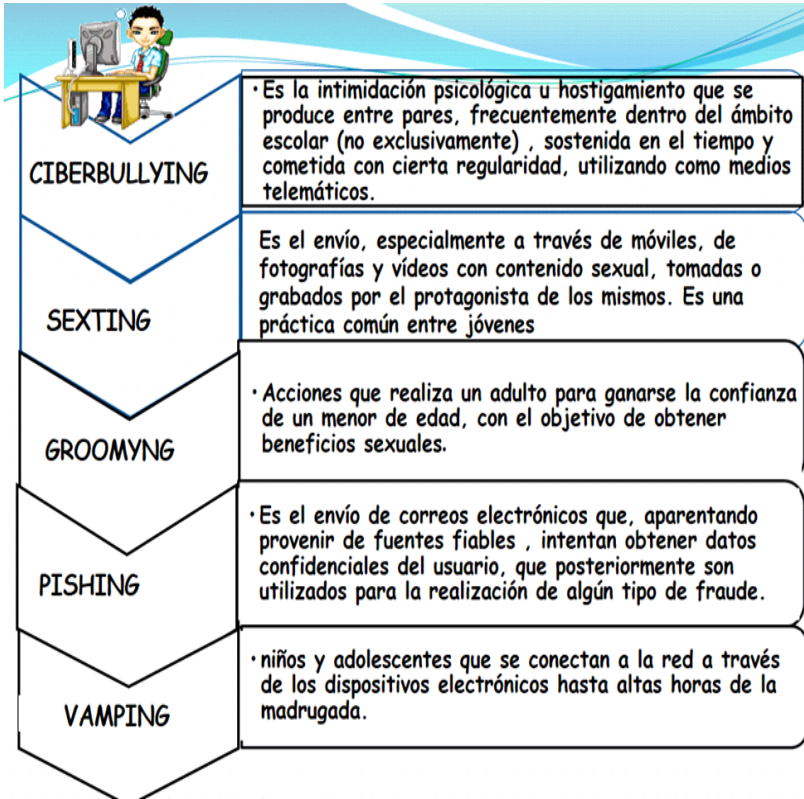 CIBERBULLYING
· Es la intimidación psicológica u hostigamiento que se
produce entre pares, frecuentemente dentro del ámbito
escolar (no exclusivamente) , sostenida en el tiempo y
cometida con cierta regularidad, utilizando como medios
telemáticos.
SEXTING
Es el envío, especialmente a través de móviles, de
fotografías y vídeos con contenido sexual, tomadas o
grabados por el protagonista de los mismos. Es una
práctica común entre jóvenes
GROOMYNG
· Acciones que realiza un adulto para ganarse la confianza
de un menor de edad, con el objetivo de obtener
beneficios sexuales.
PISHING
· Es el envío de correos electrónicos que, aparentando
provenir de fuentes fiables , intentan obtener datos
confidenciales del usuario, que posteriormente son
utilizados para la realización de algún tipo de fraude.
VAMPING
· niños y adolescentes que se conectan a la red a través
de los dispositivos electrónicos hasta altas horas de la
madrugada.